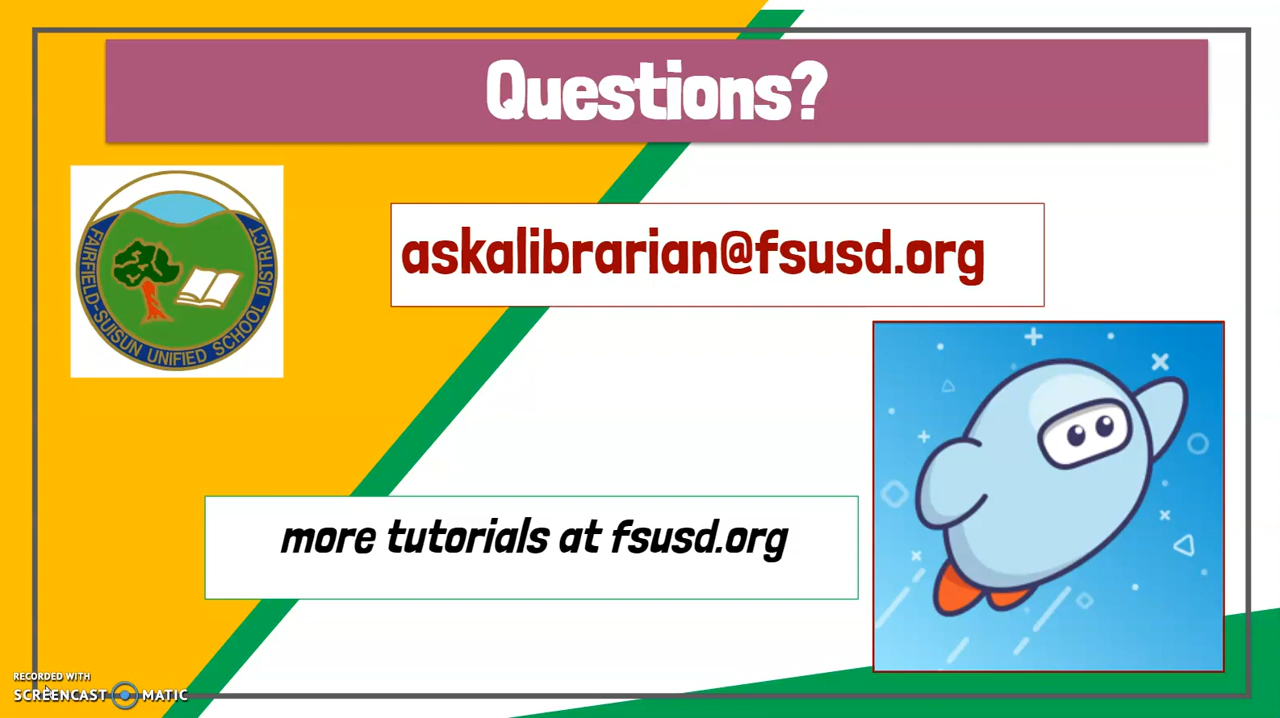 Questions?
FAIRFIELD-SUISUN UNIFIED SCHOOL DISTRICT
askalibrarian@fsusd.org
more tutorials at fsusd.org
RECORDED WITH
SCREENCAST MATIC